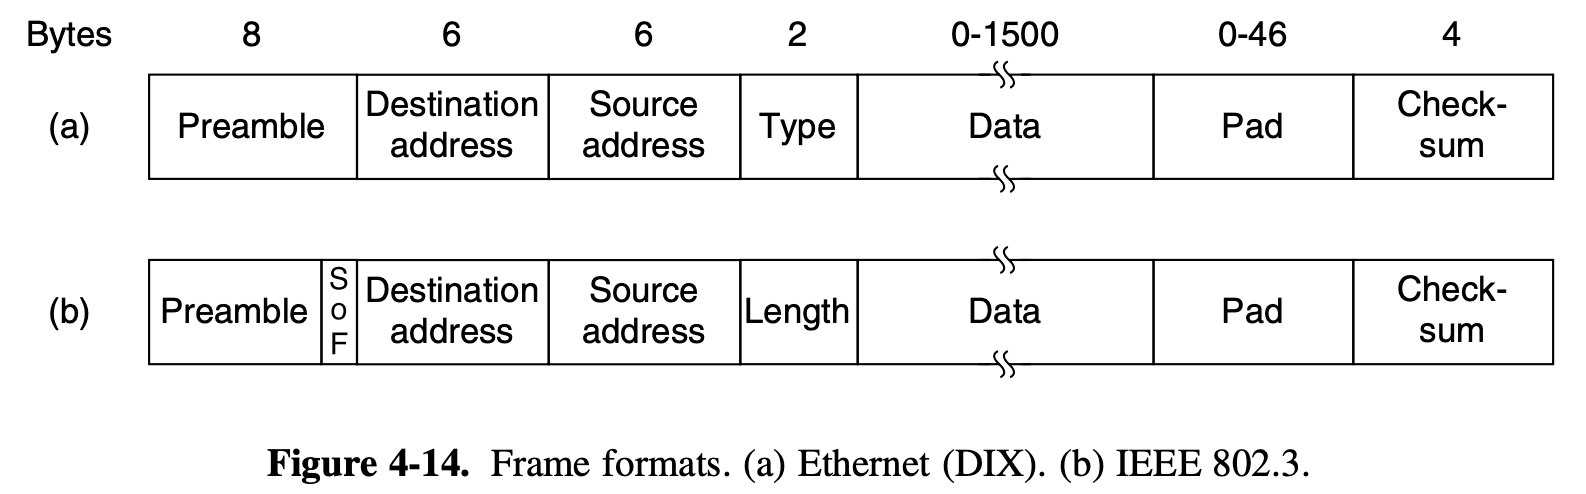 Bytes 8 6 6 2 0-1500 0-46 4
(a) Preamble Destination address Source address Type Data Pad Check-sum
(b) Preamble SoF Destination address Source address Length Data Pad Check-sum
Figure 4-14. Frame formats. (a) Ethernet (DIX). (b) IEEE 802.3.